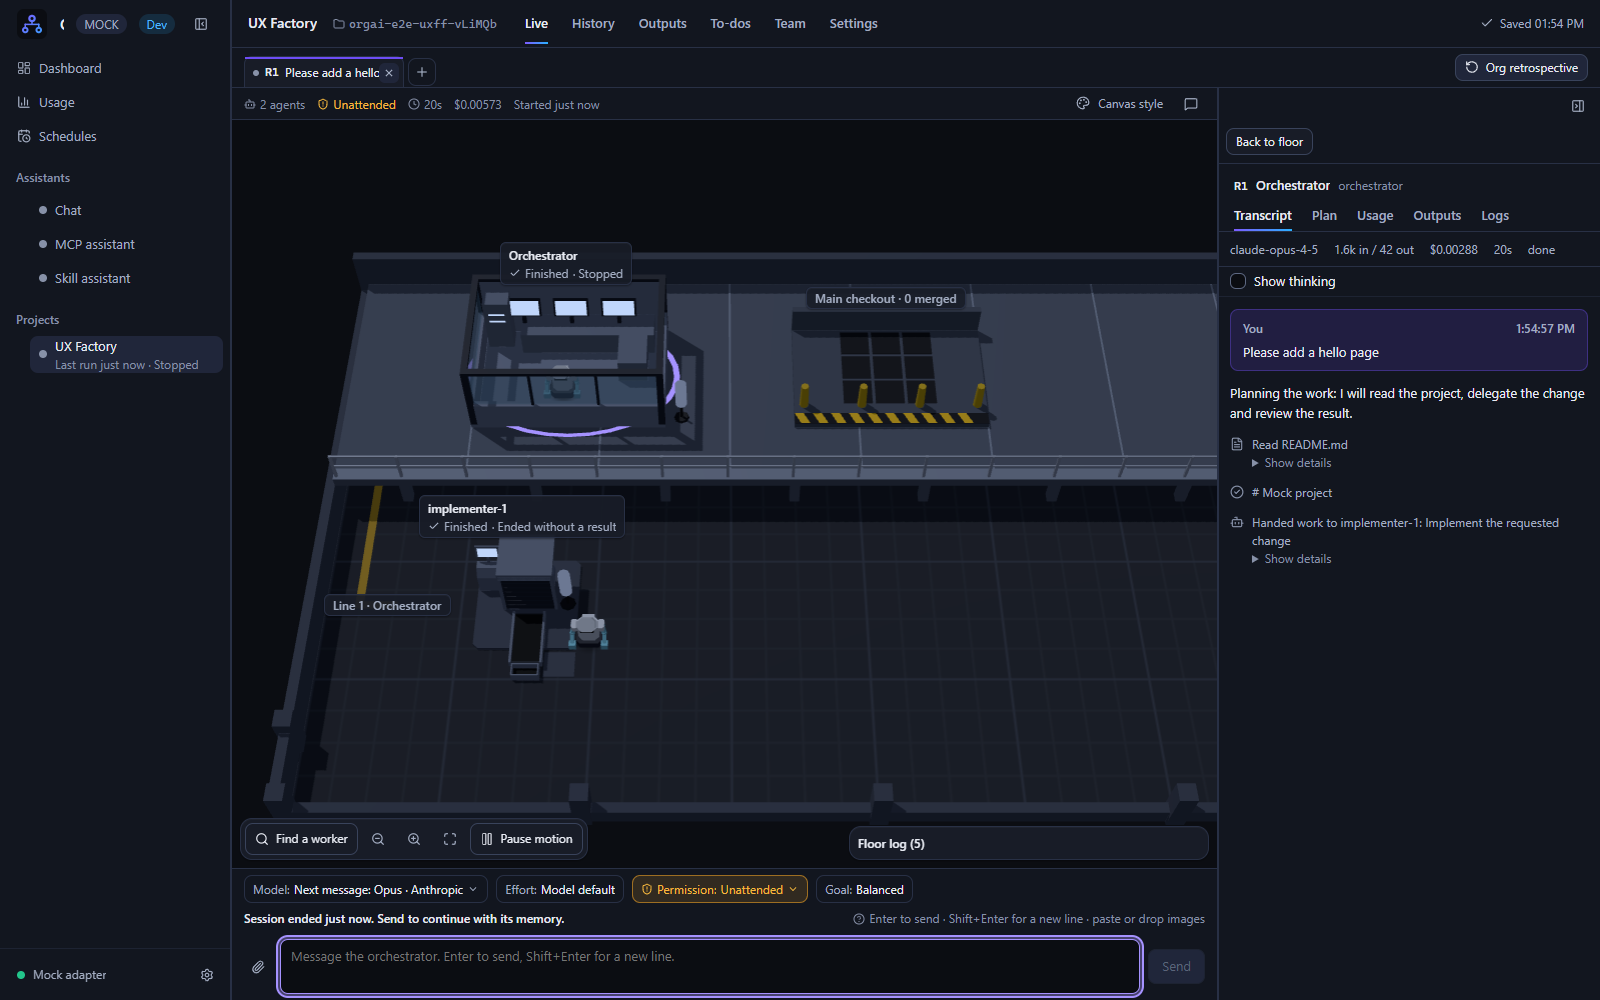 MOCK
Dev
Dashboard
Usage
Schedules
Assistants
Chat
MCP assistant
Skill assistant
Projects
UX Factory
Last run just now · Stopped
Mock adapter
UX Factory
orgai-e2e-uxff-vLiMQb
Live
History
Outputs
To-dos
Team
Settings
Saved 01:54 PM
R1 Please add a hello
Org retrospective
2 agents
Unattended
20s
$0.00573
Started just now
Canvas style
Orchestrator
Finished · Stopped
Main checkout · 0 merged
implementer-1
Finished · Ended without a result
Line 1 · Orchestrator
Find a worker
Pause motion
Floor log (5)
Model: Next message: Opus · Anthropic
Effort: Model default
Permission: Unattended
Goal: Balanced
Session ended just now. Send to continue with its memory.
Enter to send · Shift+Enter for a new line · paste or drop images
Message the orchestrator. Enter to send, Shift+Enter for a new line.
Send
Back to floor
R1 Orchestrator orchestrator
Transcript
Plan
Usage
Outputs
Logs
claude-opus-4-5
1.6k in / 42 out
$0.00288
20s
done
Show thinking
You
1:54:57 PM
Please add a hello page
Planning the work: I will read the project, delegate the change
and review the result.
Read README.md
Show details
# Mock project
Handed work to implementer-1: Implement the requested
change
Show details